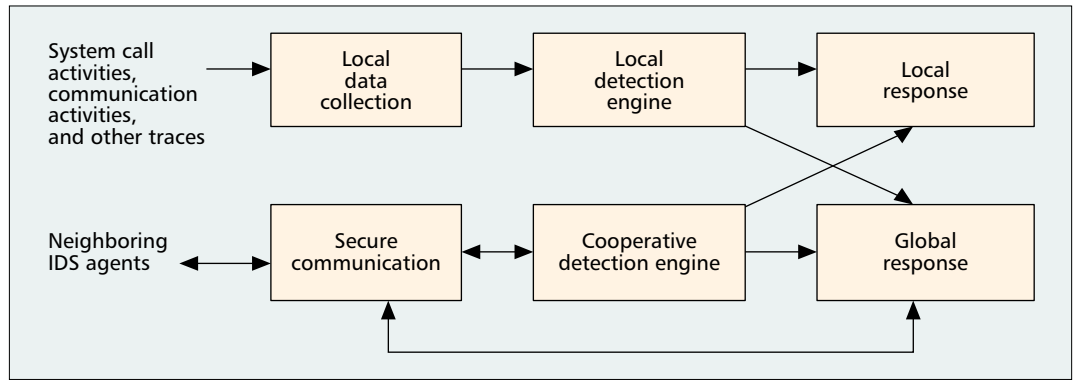 System call
activities,
communication
activities,
and other traces
Local
data
collection
Local
detection
engine
Local
response
Neighboring
IDS agents
Secure
communication
Cooperative
detection engine
Global
response